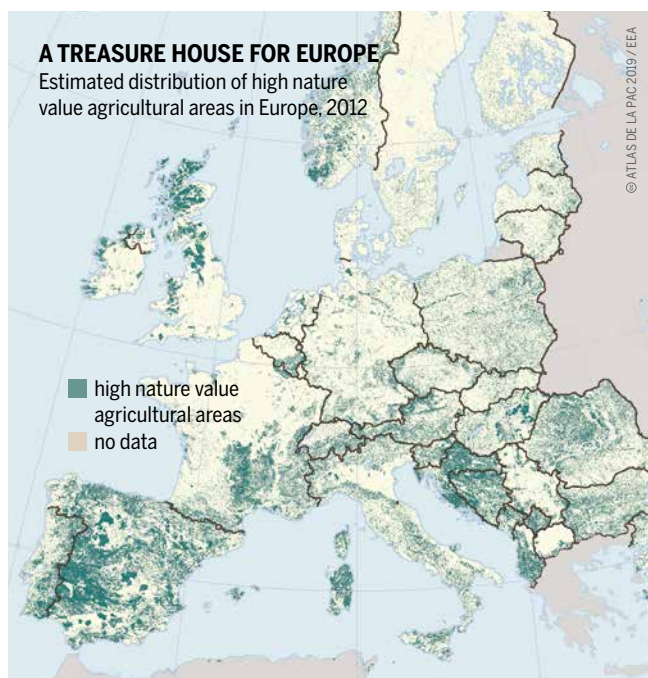 A TREASURE HOUSE FOR EUROPE
Estimated distribution of high nature
value agricultural areas in Europe, 2012
© ATLAS DE LA PAC 2019 / EEA
high nature value
agricultural areas
no data